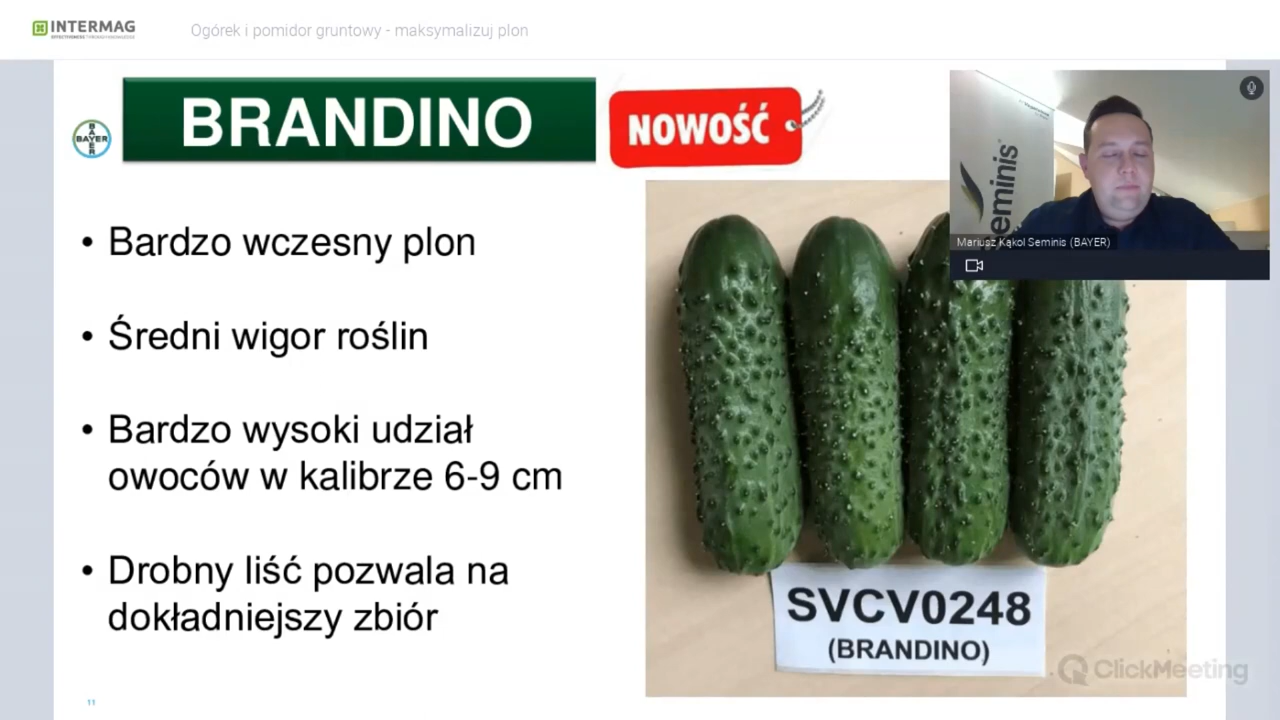 INTERMAG
Ogórek i pomidor gruntowy - maksymalizuj plon
BAYER
BAYER
BRANDINO
NOWOŚĆ
seminis
Mariusz Kąkol Seminis (BAYER)
• Bardzo wczesny plon
• Średni wigor roślin
• Bardzo wysoki udział
owoców w kalibrze 6-9 cm
• Drobny liść pozwala na
dokładniejszy zbiór
SVCV0248
(BRANDINO)
ClickMeeting